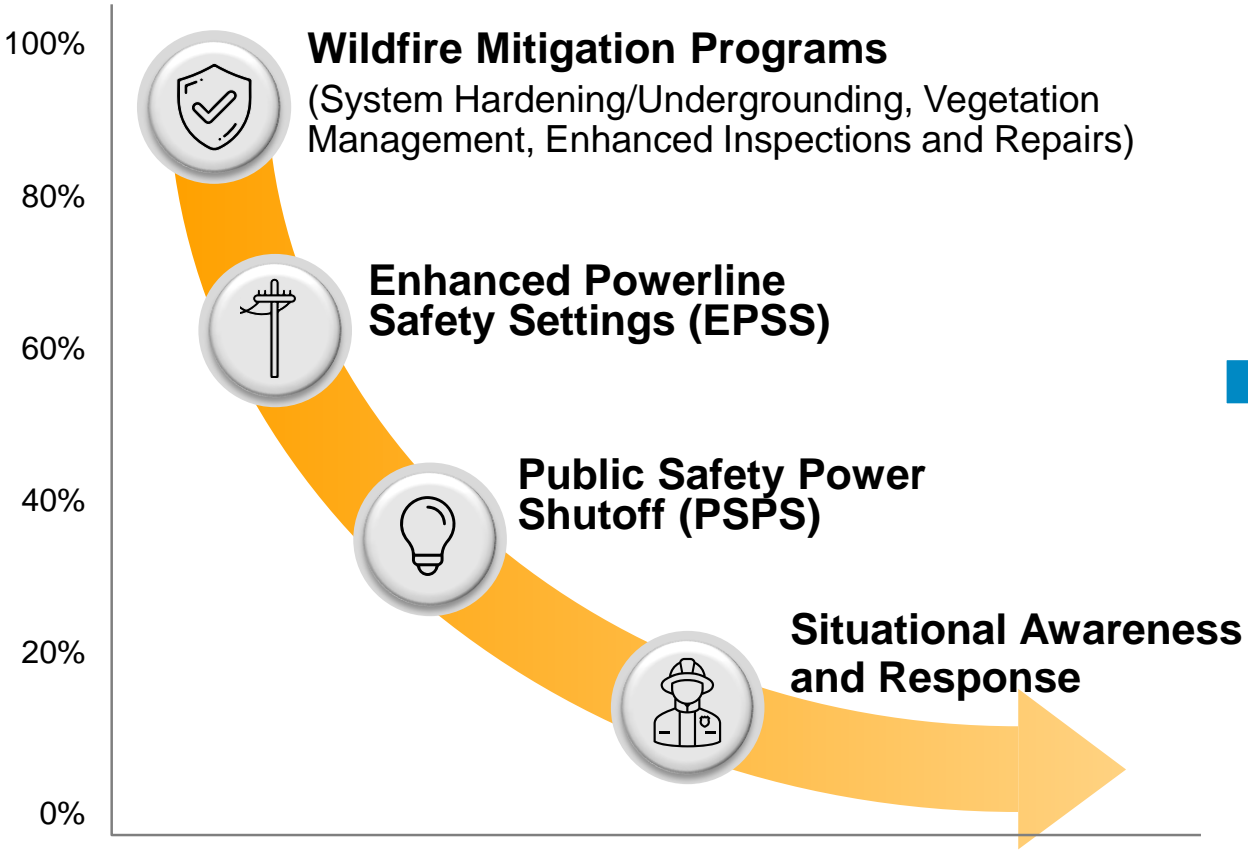 100%
Wildfire Mitigation Programs
(System Hardening/Undergrounding, Vegetation
Management, Enhanced Inspections and Repairs)
80%
Enhanced Powerline
Safety Settings (EPSS)
60%
Public Safety Power
Shutoff (PSPS)
40%
Situational Awareness
and Response
20%
0%